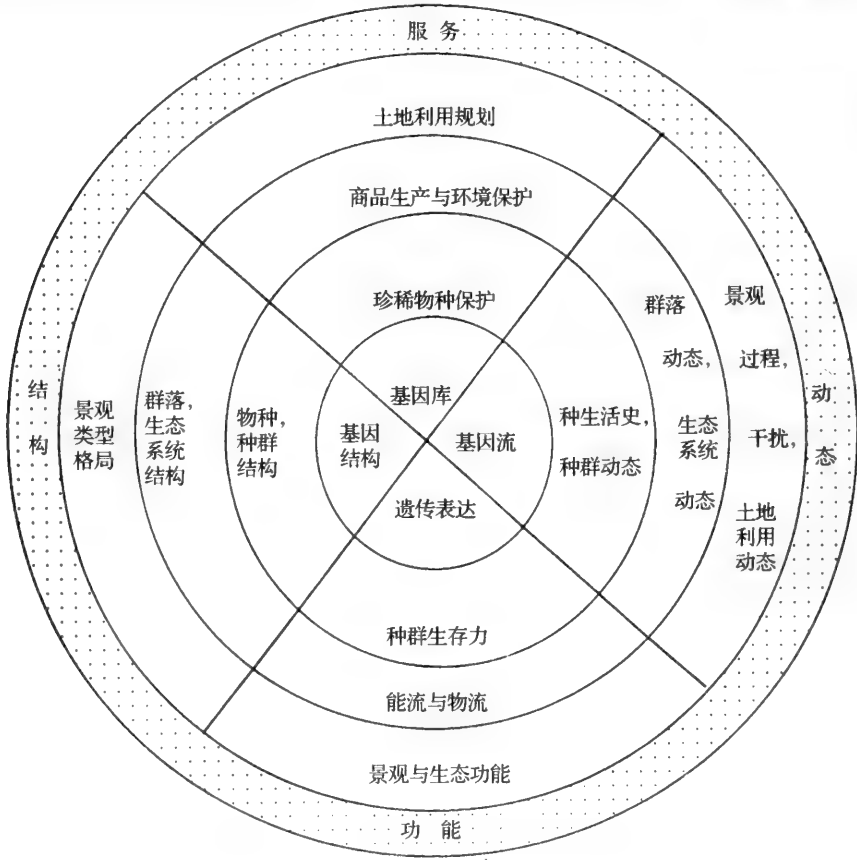 服 务
土地利用规划
商品生产与环境保护
珍稀物种保护
基因库
结
构
景观
类型
格局
群落，
生态
系统
结构
物种，
种群
结构
基因
结构
基因流
种生活史，
种群动态
群落
动态，
生态
系统
动态
景观
过程，
干扰，
土地
利用
动态
动
态
遗传表达
种群生存力
能流与物流
景观与生态功能
功 能